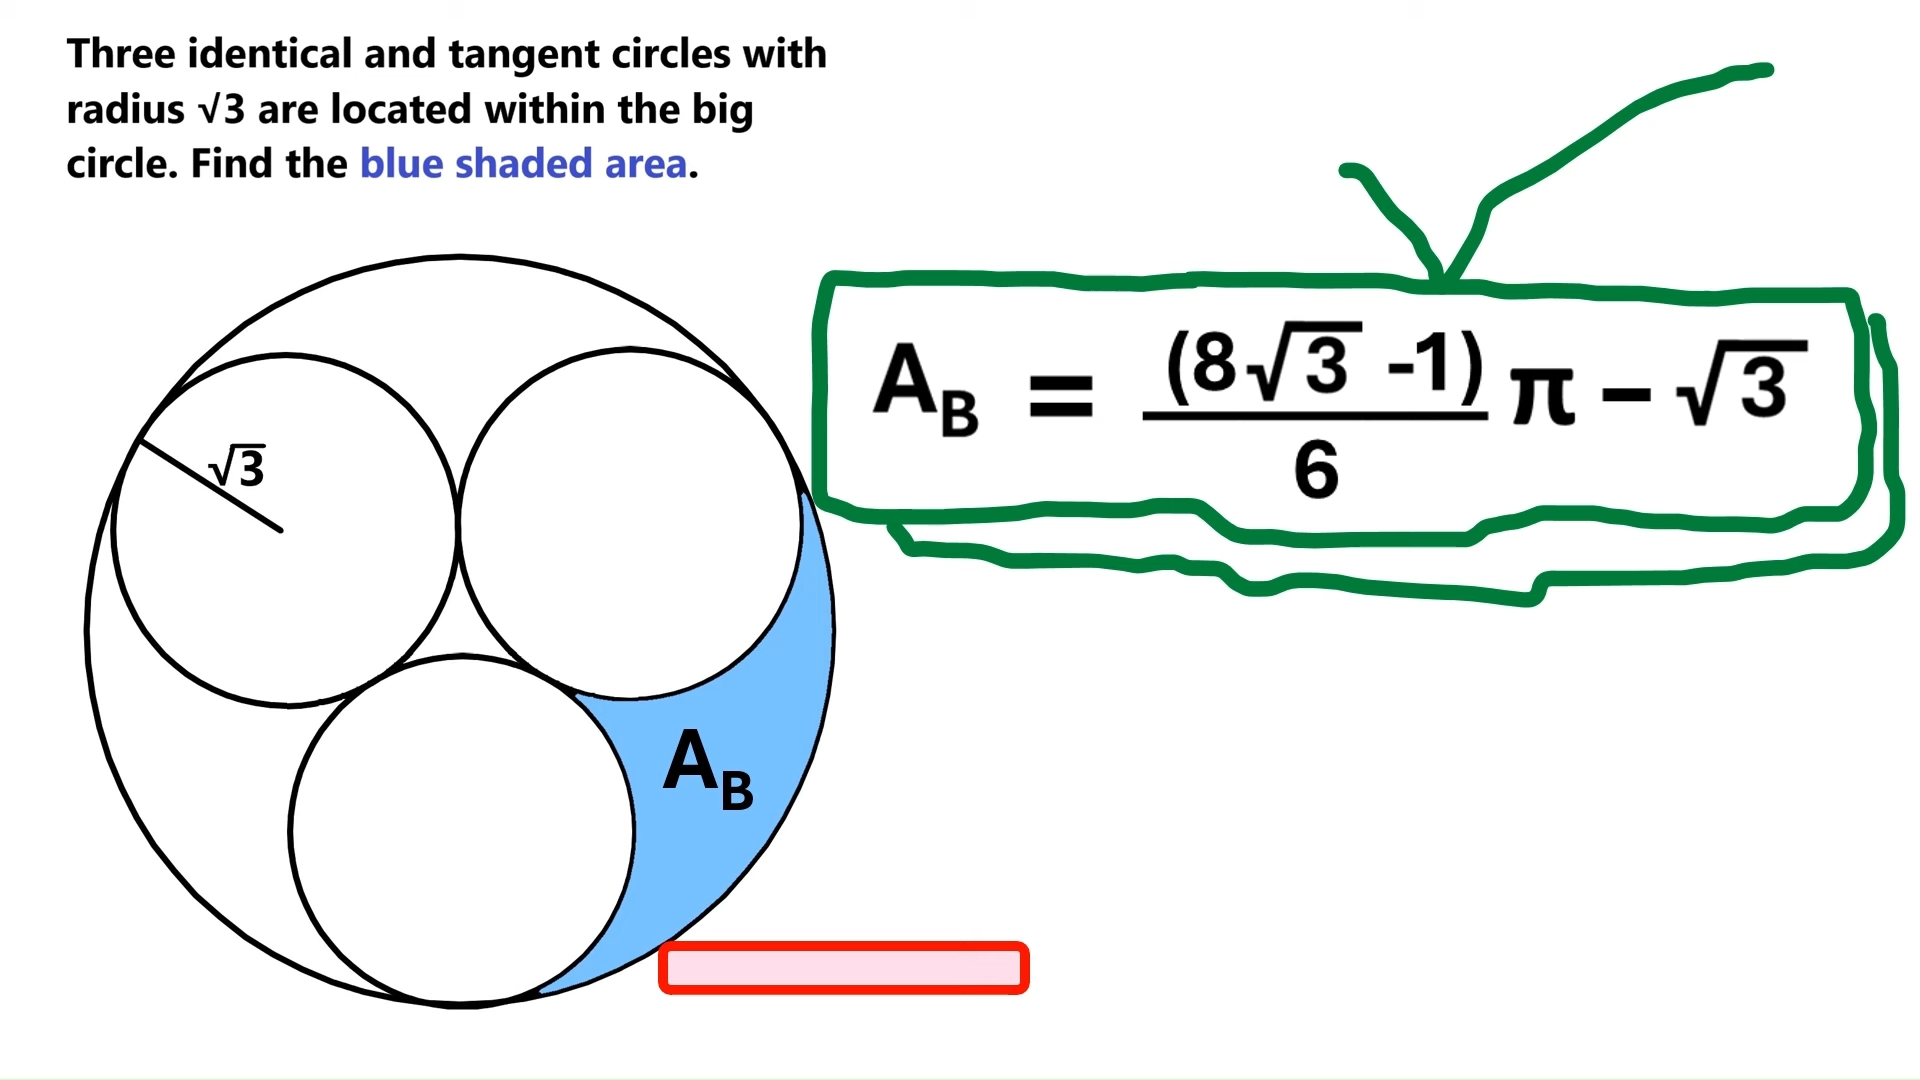 Three identical and tangent circles with
radius √3 are located within the big
circle. Find the blue shaded area.
√3
A_B = (8√3 -1)/6 π – √3
A_B